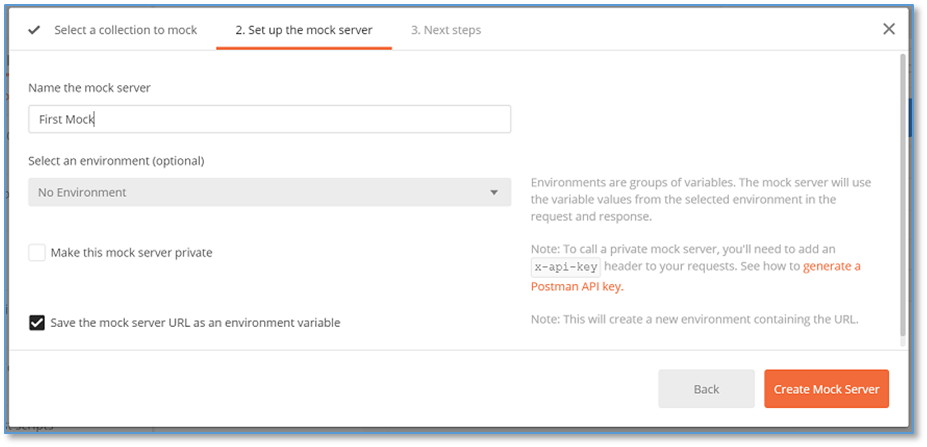 Select a collection to mock
2. Set up the mock server
3. Next steps
Name the mock server
First Mock
Select an environment (optional)
No Environment
Environments are groups of variables. The mock server will use
the variable values from the selected environment in the
request and response.
Make this mock server private
Note: To call a private mock server, you'll need to add an
x-api-key header to your requests. See how to generate a
Postman API key.
Save the mock server URL as an environment variable
Note: This will create a new environment containing the URL.
Back
Create Mock Server
scripts